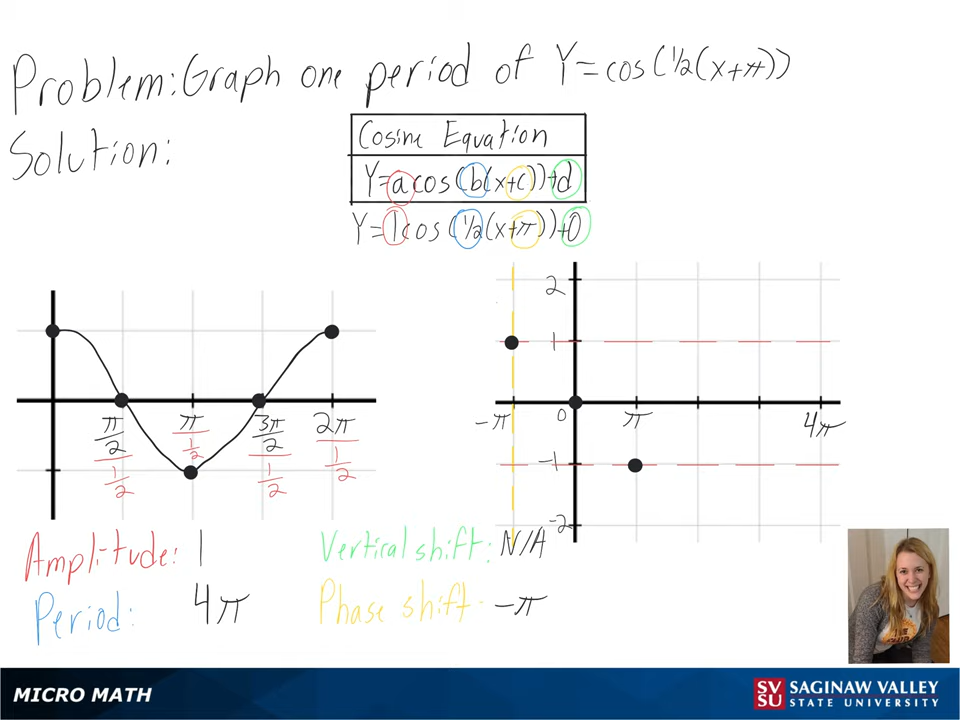 Problem: Graph one period of Y=cos(½(x+π))
Solution:
Cosine Equation
Y=acos(b(x+c))+d
Y=1cos(½(x+π))+0
π/2/1/2 π/1/2 3π/2/1/2 2π/1/2
2
1
-π 0 π 4π
-1
-2
Amplitude: 1
Vertical shift: N/A
Period: 4π
Phase shift: -π
MICRO MATH
SVSU SAGINAW VALLEY
STATE UNIVERSITY